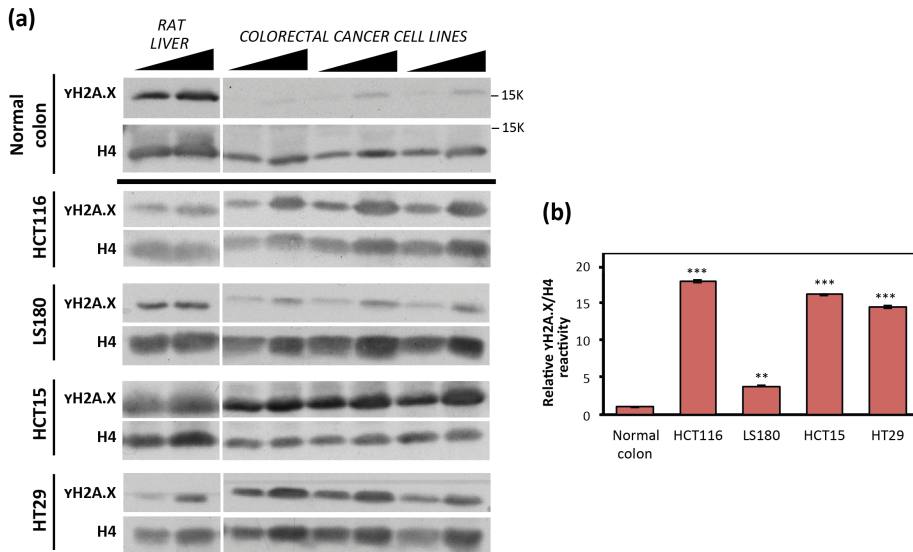 (a)
RAT
LIVER
COLORECTAL CANCER CELL LINES
Normal
colon
γH2A.X
15K
15K
H4
HCT116
γH2A.X
H4
LS180
γH2A.X
H4
HCT15
γH2A.X
H4
HT29
γH2A.X
H4
(b)
Relative γH2A.X/H4
reactivity
20
15
10
5
0
***
**
***
***
Normal
colon
HCT116
LS180
HCT15
HT29